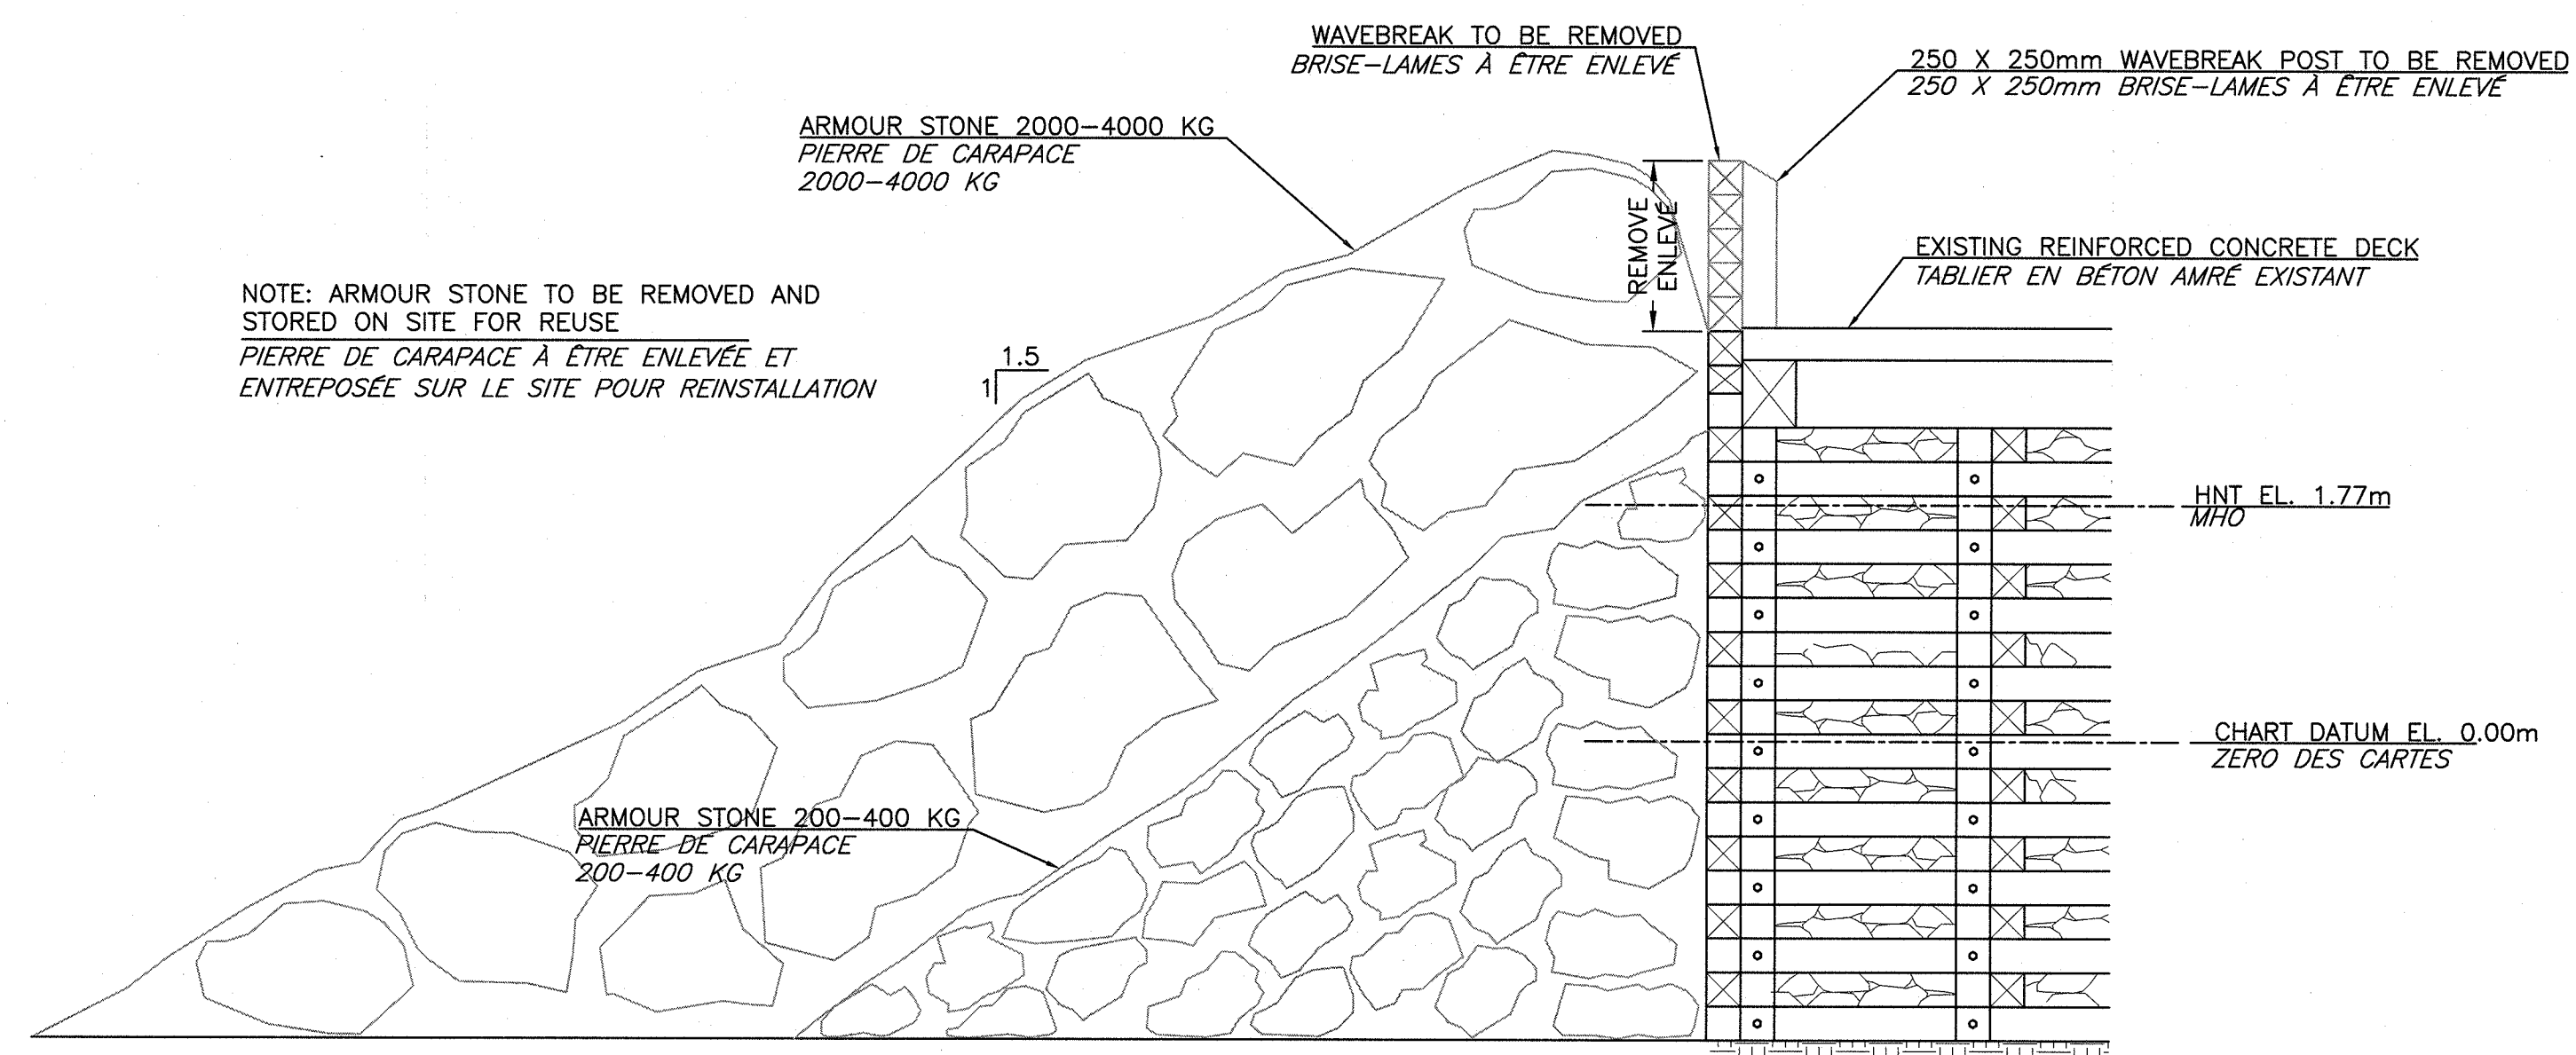 WAVEBREAK TO BE REMOVED
BRISE-LAMES À ÊTRE ENLEVÉ
250 X 250mm WAVEBREAK POST TO BE REMOVED
250 X 250mm BRISE-LAMES À ÊTRE ENLEVÉ
ARMOUR STONE 2000-4000 KG
PIERRE DE CARAPACE
2000-4000 KG
REMOVE
ENLEVÉ
EXISTING REINFORCED CONCRETE DECK
TABLIER EN BÉTON AMRÉ EXISTANT
NOTE: ARMOUR STONE TO BE REMOVED AND
STORED ON SITE FOR REUSE
PIERRE DE CARAPACE À ÊTRE ENLEVÉE ET
ENTREPOSÉE SUR LE SITE POUR REINSTALLATION
1.5
1
HNT EL. 1.77m
MHO
CHART DATUM EL. 0.00m
ZERO DES CARTES
ARMOUR STONE 200-400 KG
PIERRE DE CARAPACE
200-400 KG